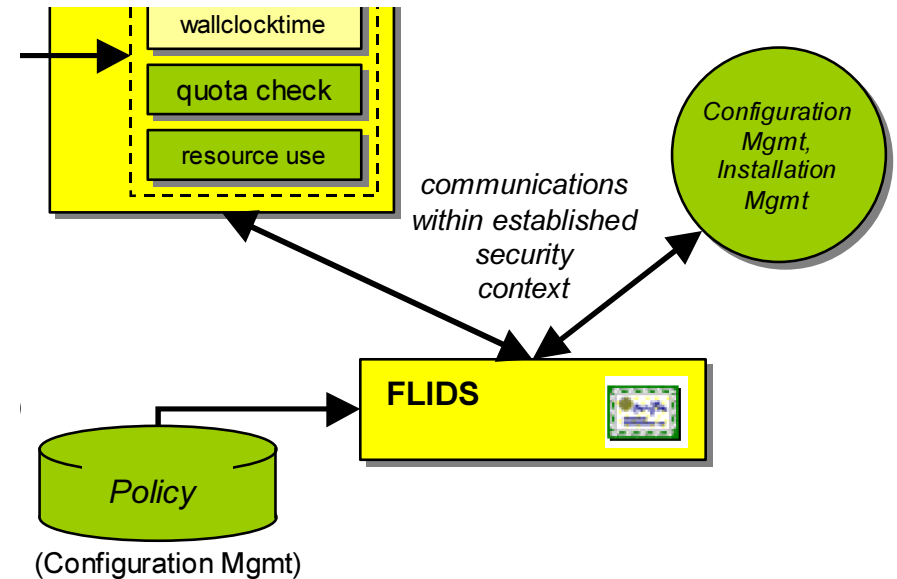 wallclocktime
quota check
resource use
Configuration
Mgmt,
Installation
Mgmt
communications
within established
security
context
FLIDS
Policy
(Configuration Mgmt)